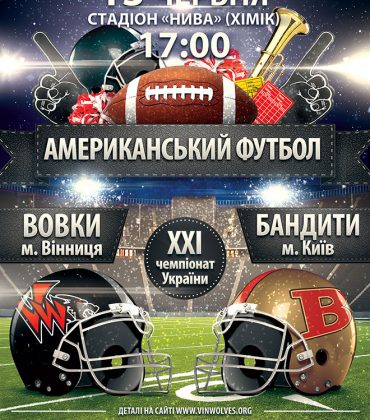 СТАДІОН «НИВА» (ХІМІК)
17:00
АМЕРИКАНСЬКИЙ ФУТБОЛ
ВОВКИ
м. Вінниця
БАНДИТИ
м. Київ
XXI
чемпіонат
України
W
B
ДЕТАЛІ НА САЙТІ WWW.VINWOLVES.ORG